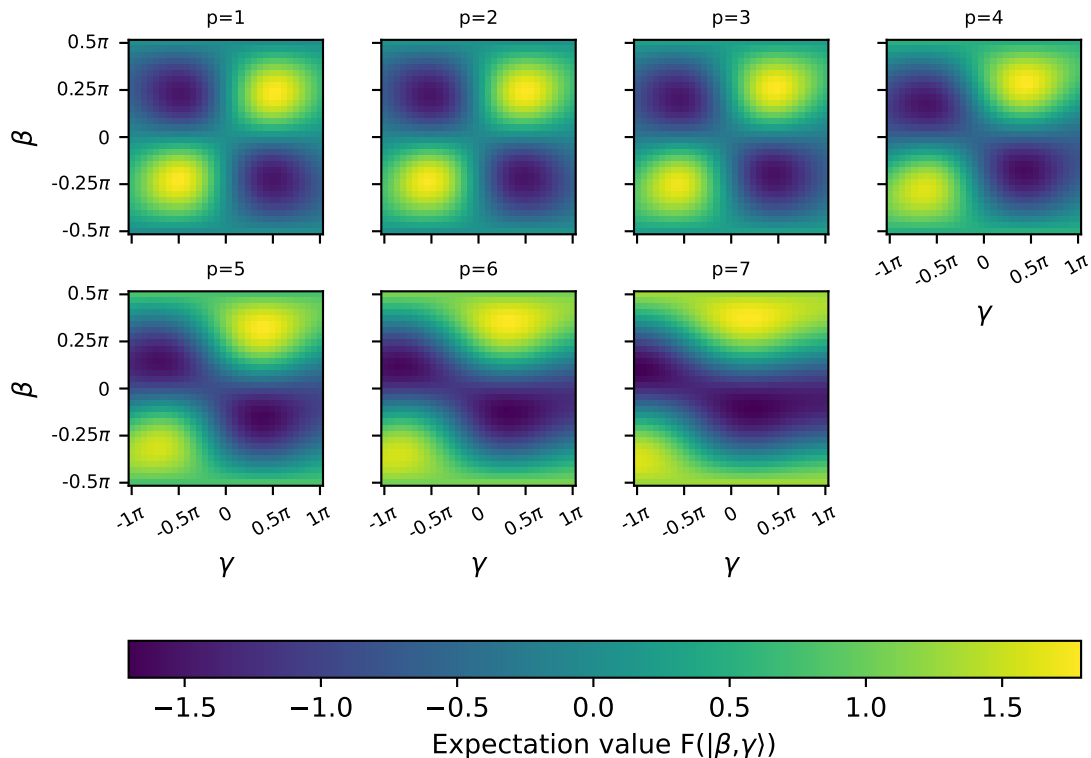 p=1 p=2 p=3 p=4
0.5π
0.25π
β 0
-0.25π
-0.5π
-1π -0.5π 0 0.5π 1π
γ
p=5 p=6 p=7
0.5π
0.25π
β 0
-0.25π
-0.5π
-1π -0.5π 0 0.5π 1π -1π -0.5π 0 0.5π 1π -1π -0.5π 0 0.5π 1π
γ γ γ
−1.5 −1.0 −0.5 0.0 0.5 1.0 1.5
Expectation value F(|β,γ⟩)